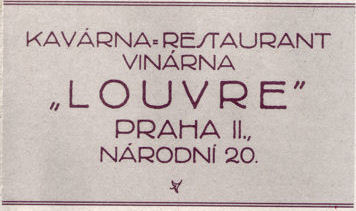 KAVÁRNA=RESTAURANT
VINÁRNA
„LOUVRE”
PRAHA II.,
NÁRODNÍ 20.